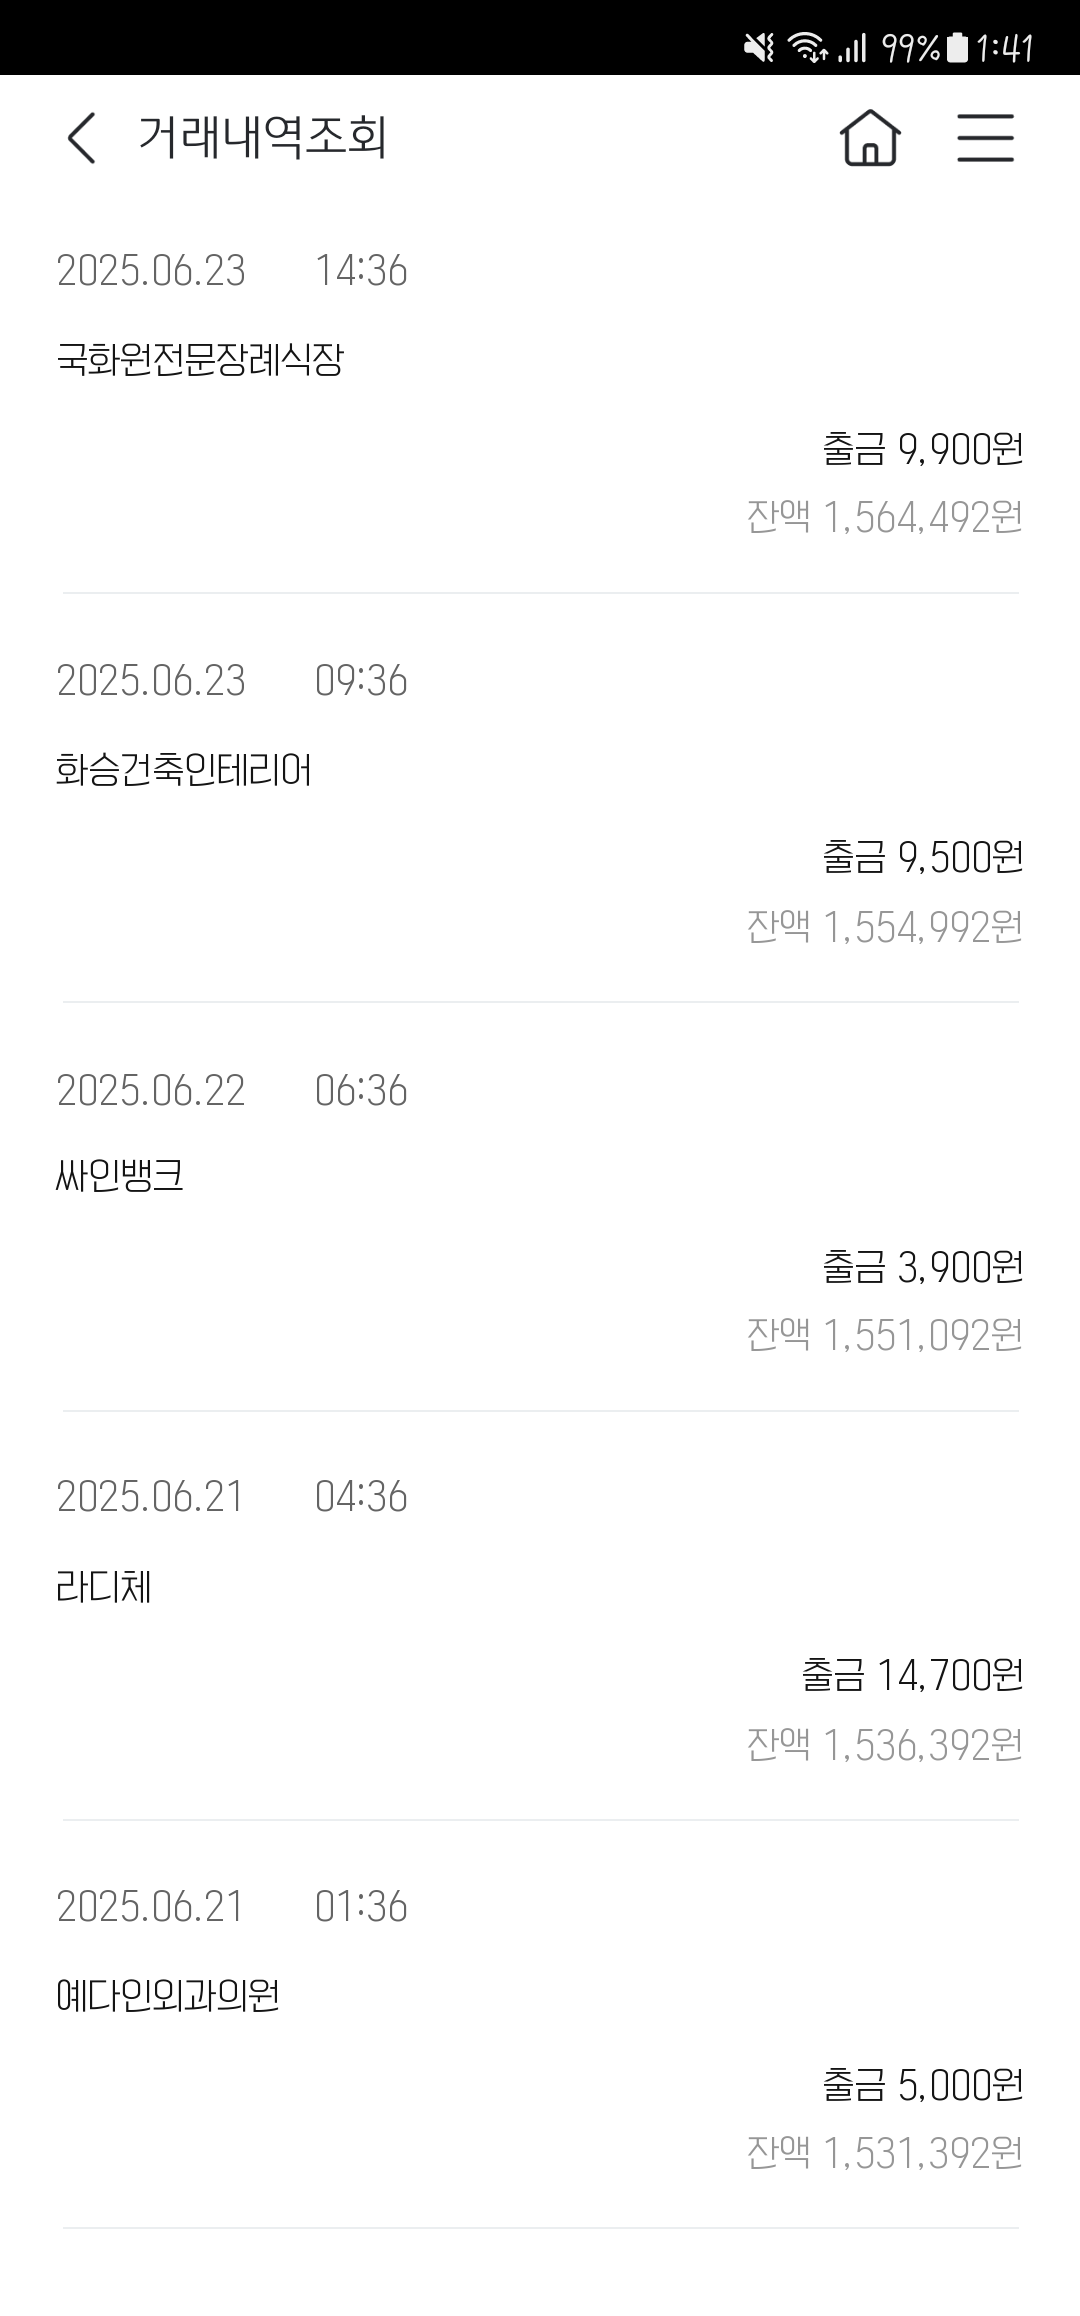 99% 1:41
거래내역조회
2025.06.23 14:36
국화원전문장례식장
출금 9,900원
잔액 1,564,492원
2025.06.23 09:36
화승건축인테리어
출금 9,500원
잔액 1,554,992원
2025.06.22 06:36
싸인뱅크
출금 3,900원
잔액 1,551,092원
2025.06.21 04:36
라디체
출금 14,700원
잔액 1,536,392원
2025.06.21 01:36
예다인외과의원
출금 5,000원
잔액 1,531,392원